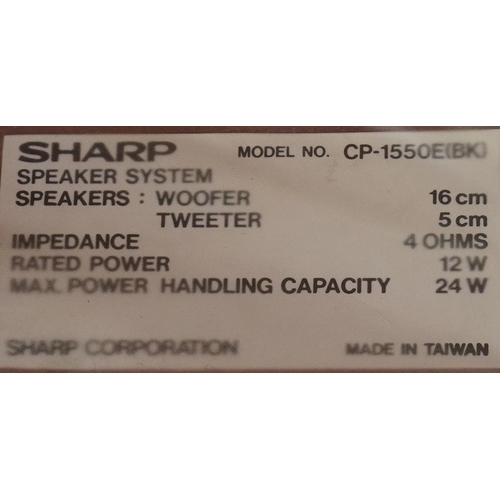 SHARP MODEL NO. CP-1550E(BK)
SPEAKER SYSTEM
SPEAKERS : WOOFER 16 cm
TWEETER 5 cm
IMPEDANCE 4 OHMS
RATED POWER 12 W
MAX. POWER HANDLING CAPACITY 24 W
SHARP CORPORATION MADE IN TAIWAN